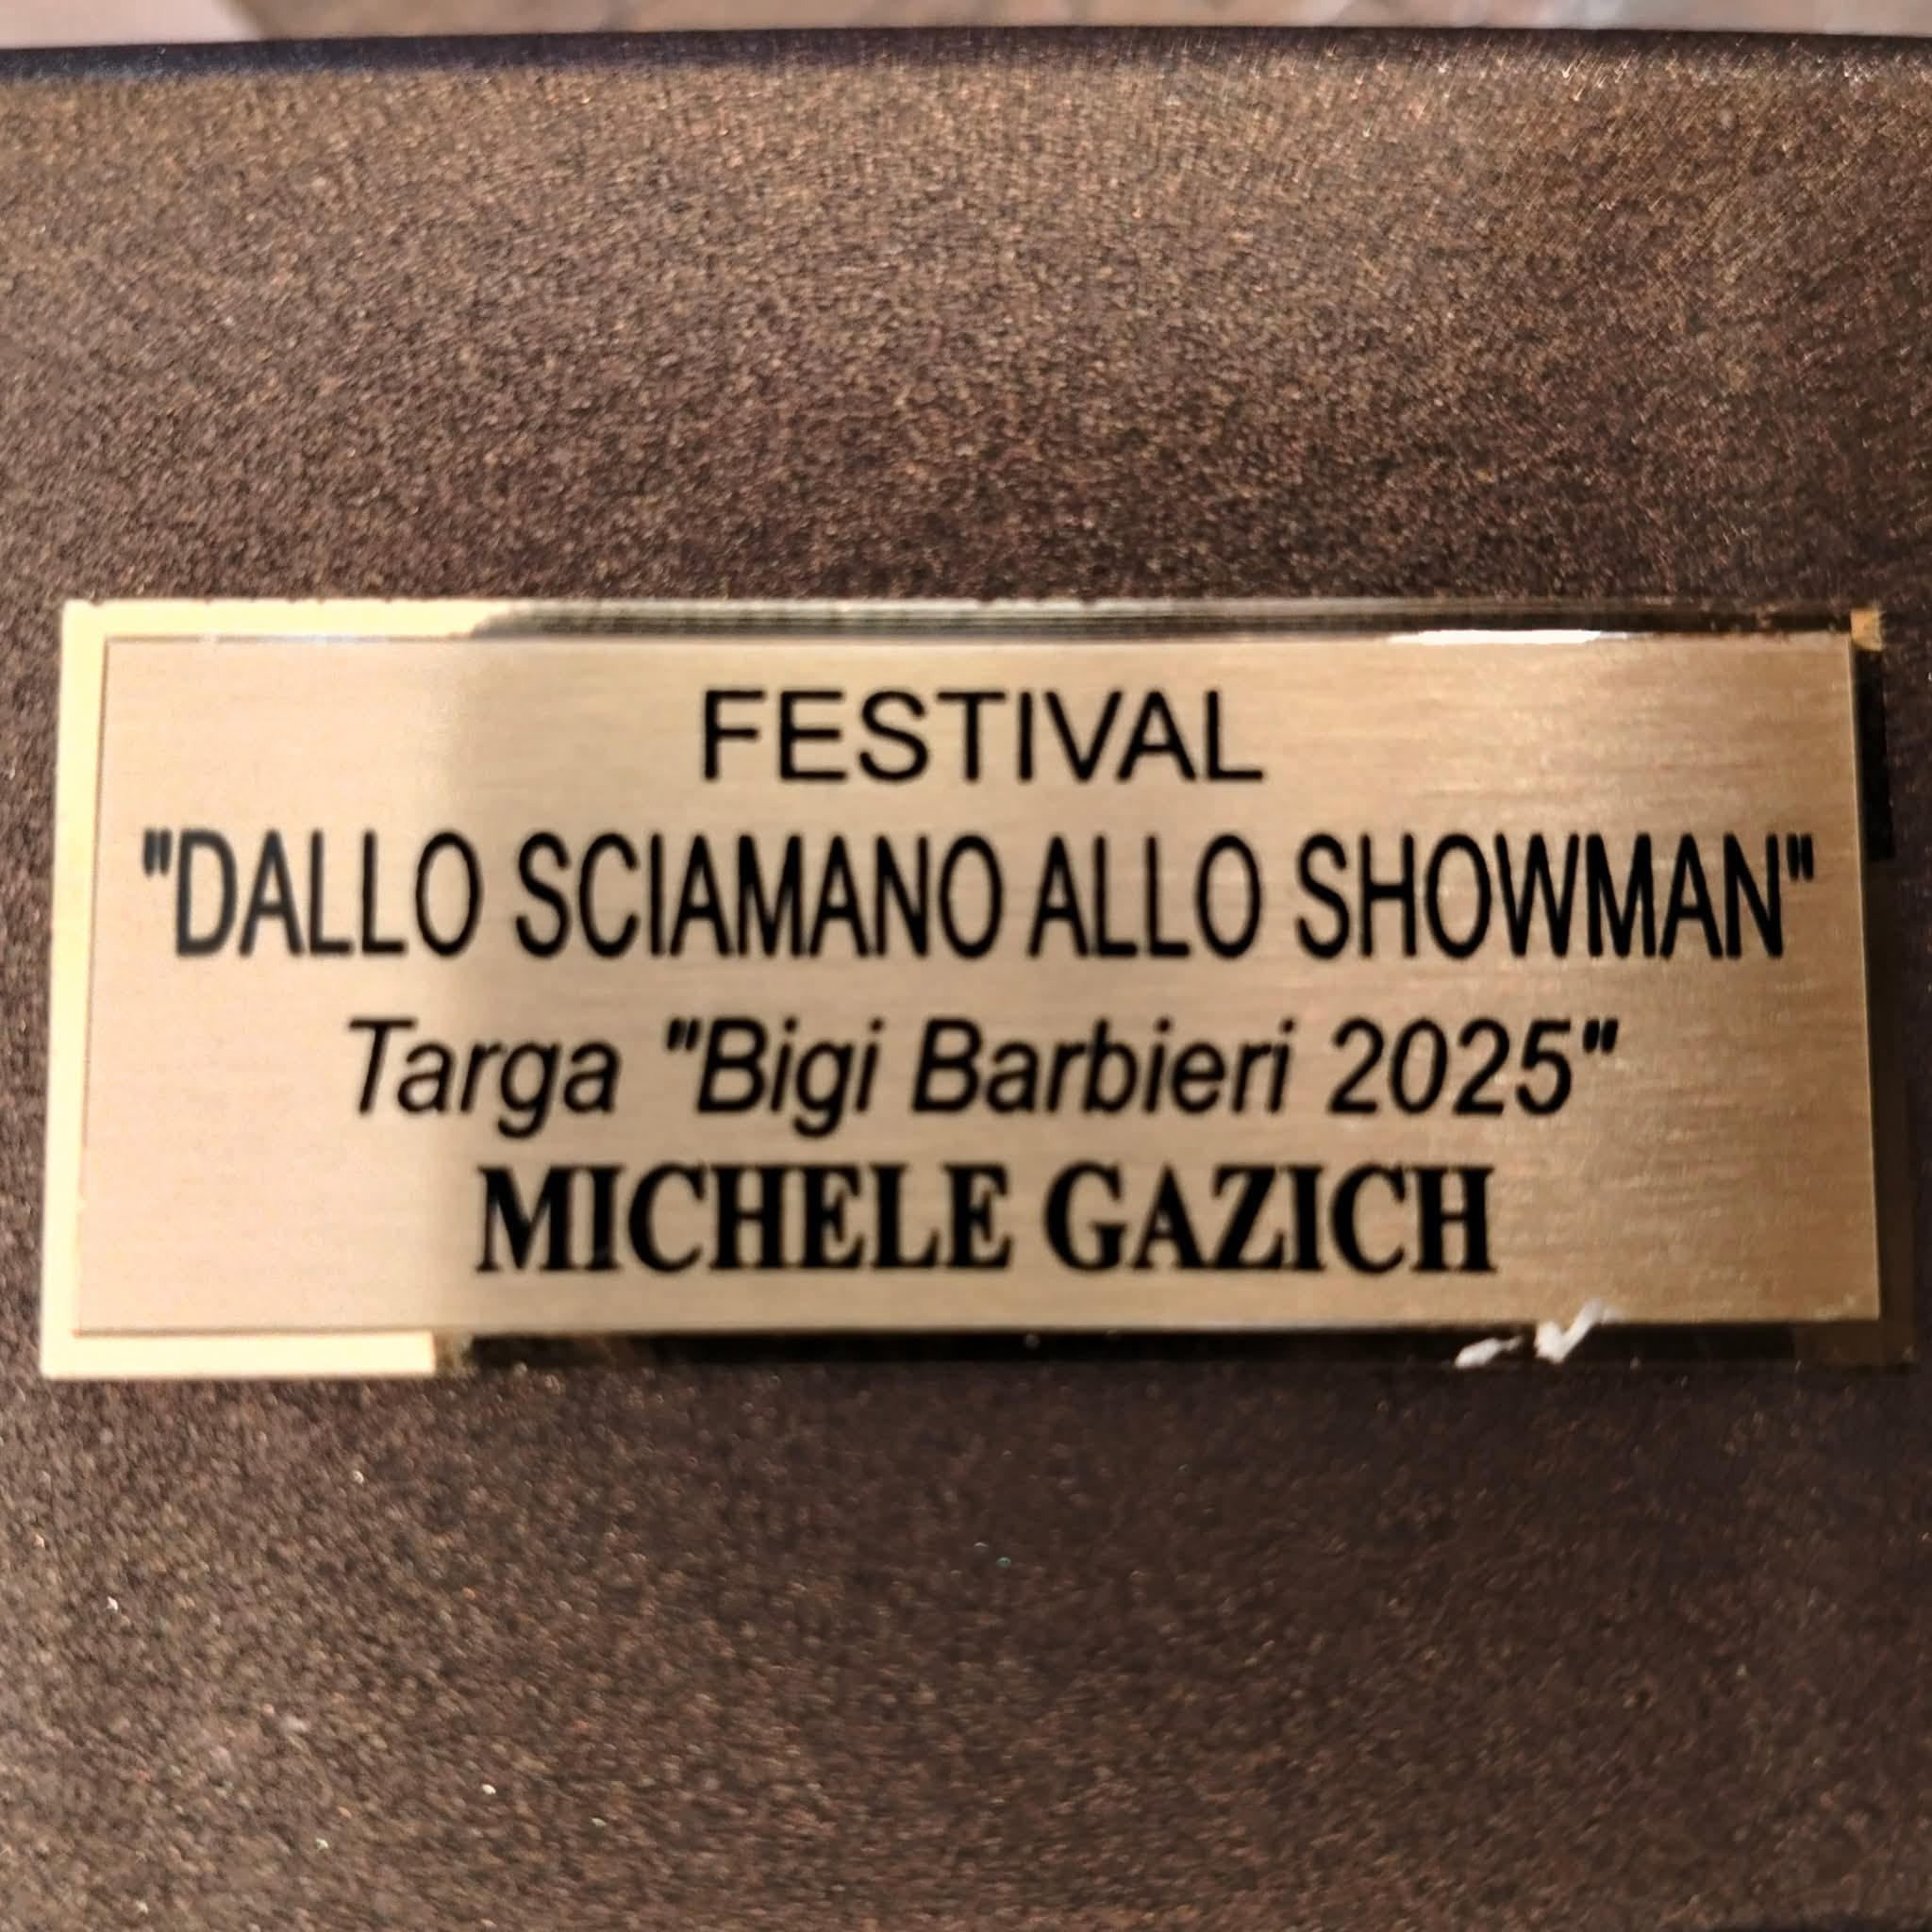 FESTIVAL
"DALLO SCIAMANO ALLO SHOWMAN"
Targa "Bigi Barbieri 2025"
MICHELE GAZICH